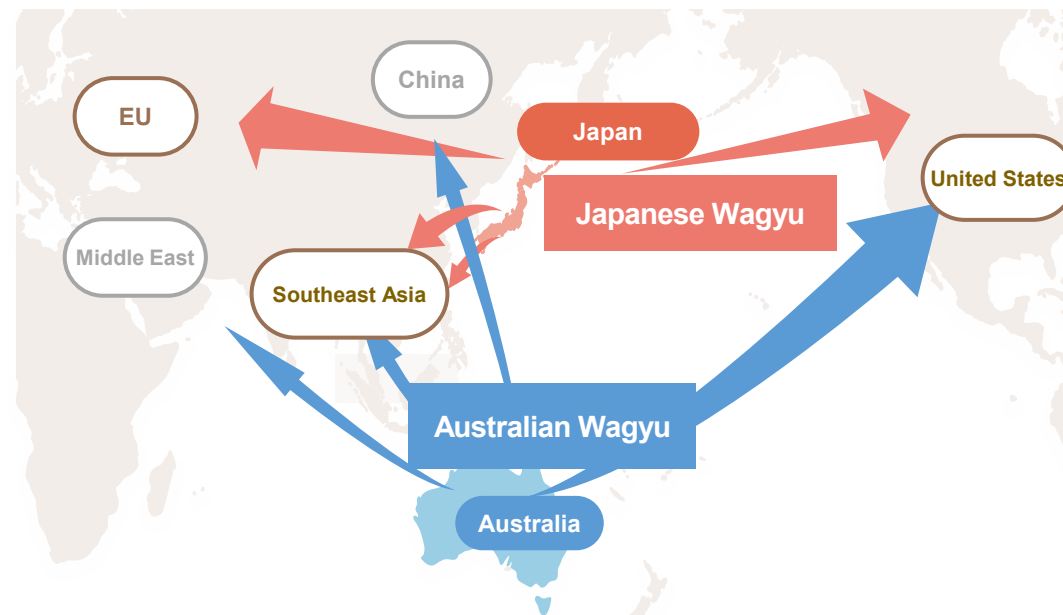 China
EU
Japan
United States
Japanese Wagyu
Middle East
Southeast Asia
Australian Wagyu
Australia